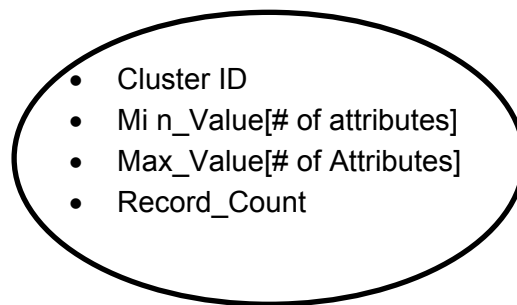 • Cluster ID
• Mi n_Value[# of attributes]
• Max_Value[# of Attributes]
• Record_Count